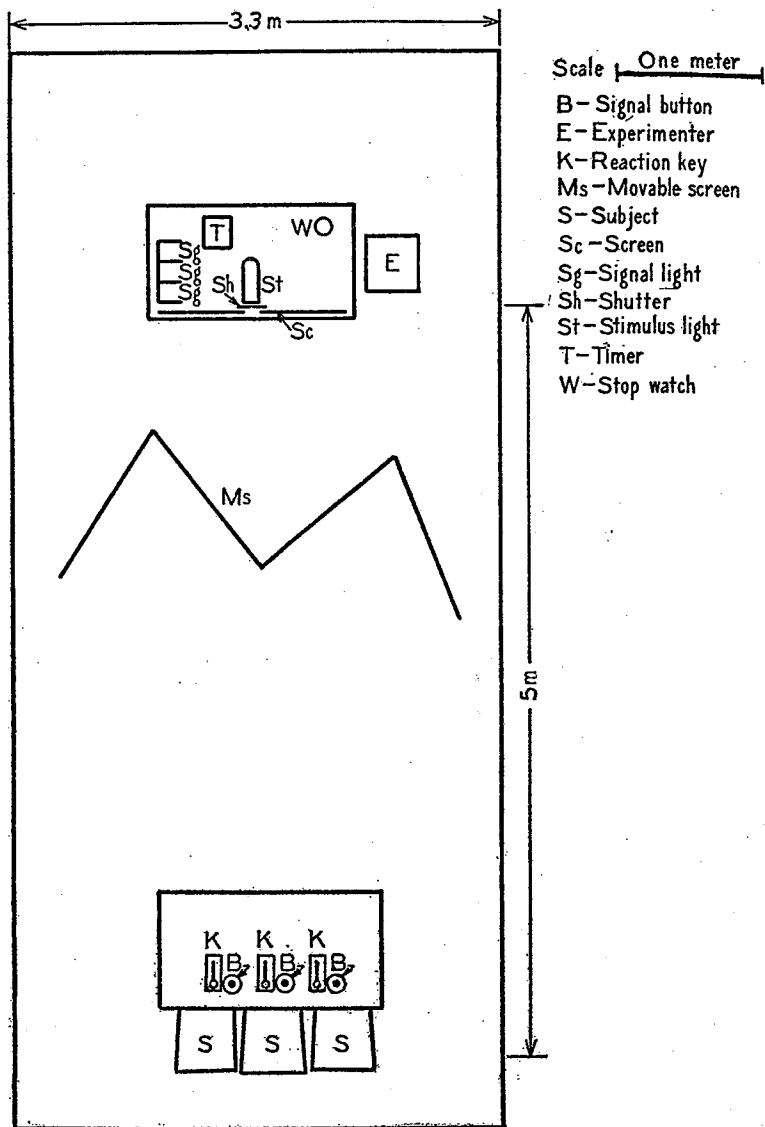 3,3 m
Scale One meter
B-Signal button
E-Experimenter
K-Reaction key
Ms-Movable screen
S-Subject
Sc-Screen
Sg-Signal light
Sh-Shutter
St-Stimulus light
T-Timer
W-Stop watch
T
W
E
Sg
Sg
Sg
Sh
St
Sc
Ms
5m
K K K
B B B
S S S